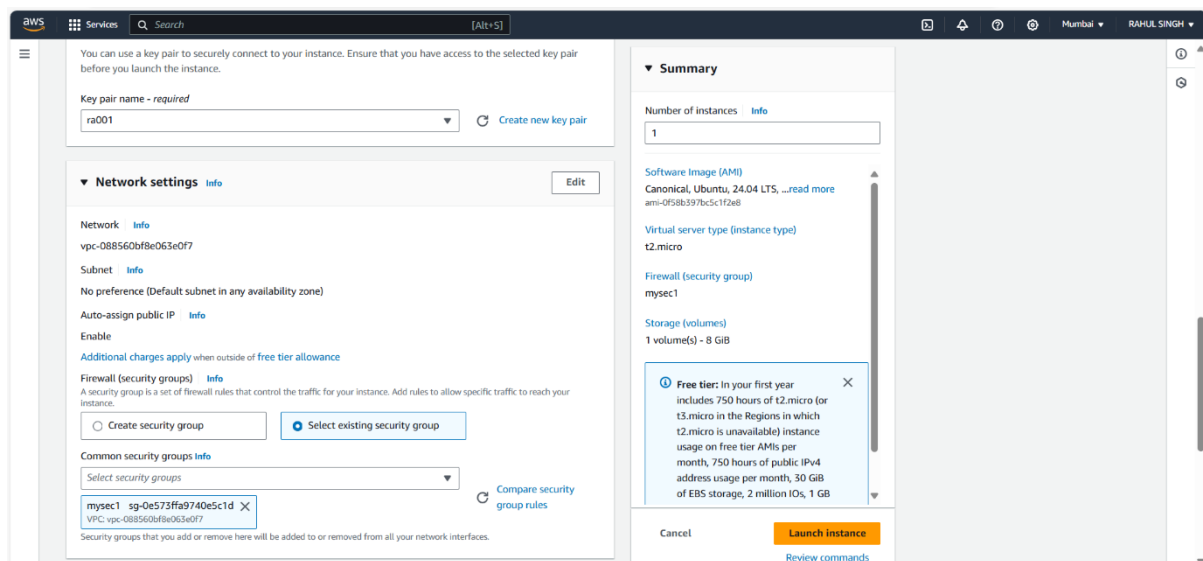 aws
Services
Search
[Alt+S]
Mumbai
RAHUL SINGH
You can use a key pair to securely connect to your instance. Ensure that you have access to the selected key pair
before you launch the instance.
Key pair name - required
ra001
Create new key pair
Network settings Info
Edit
Network Info
vpc-088560bf8e063e0f7
Subnet Info
No preference (Default subnet in any availability zone)
Auto-assign public IP Info
Enable
Additional charges apply when outside of free tier allowance
Firewall (security groups) Info
A security group is a set of firewall rules that control the traffic for your instance. Add rules to allow specific traffic to reach your
instance.
Create security group
Select existing security group
Common security groups Info
Select security groups
Compare security
group rules
mysec1 sg-0e573ffa9740e5c1d
VPC: vpc-088560bf8e063e0f7
Security groups that you add or remove here will be added to or removed from all your network interfaces.
Summary
Number of instances Info
1
Software Image (AMI)
Canonical, Ubuntu, 24.04 LTS, ...read more
ami-0f58b397bc5c1f2e8
Virtual server type (instance type)
t2.micro
Firewall (security group)
mysec1
Storage (volumes)
1 volume(s) - 8 GiB
Free tier: In your first year
includes 750 hours of t2.micro (or
t3.micro in the Regions in which
t2.micro is unavailable) instance
usage on free tier AMIs per
month, 750 hours of public IPv4
address usage per month, 30 GiB
of EBS storage, 2 million IOs, 1 GB
Cancel
Launch instance
Review commands